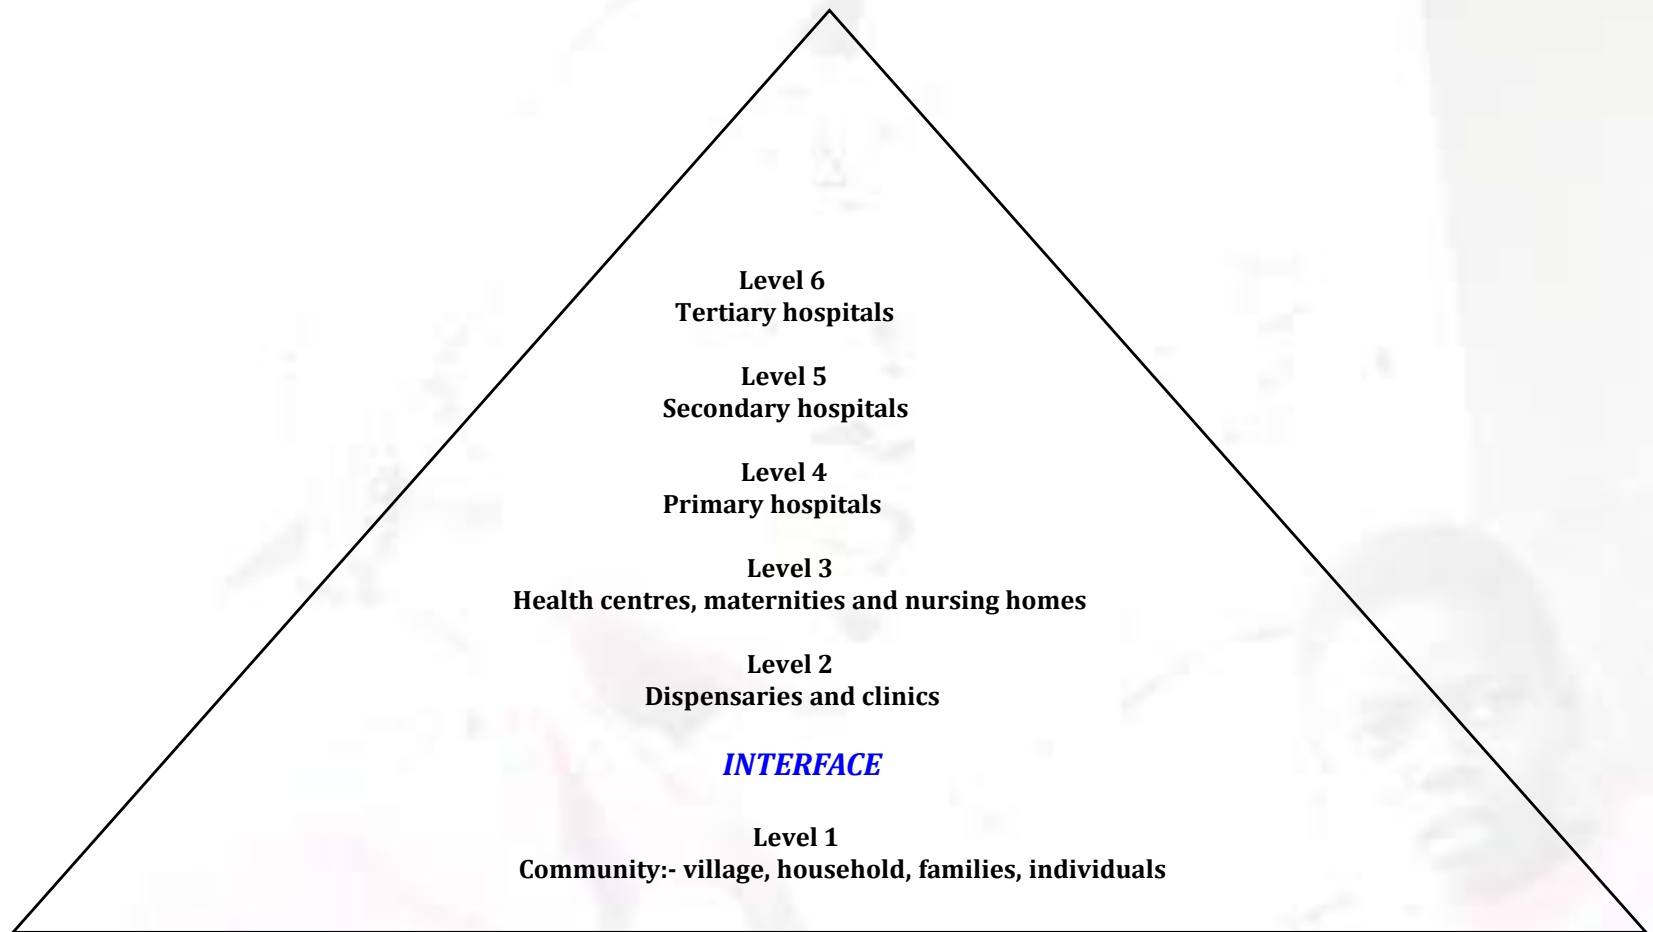 Level 6
Tertiary hospitals
Level 5
Secondary hospitals
Level 4
Primary hospitals
Level 3
Health centres, maternities and nursing homes
Level 2
Dispensaries and clinics
INTERFACE
Level 1
Community:- village, household, families, individuals